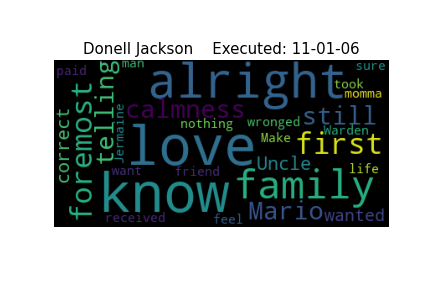 Donell Jackson    Executed: 11-01-06
paid
man
alright
sure
took
momma
foremost
telling
calmness
still
correct
Jermaine
nothing
wronged
Warden
love
Make
first
Uncle
life
want
friend
know
family
received
feel
Mario
wanted